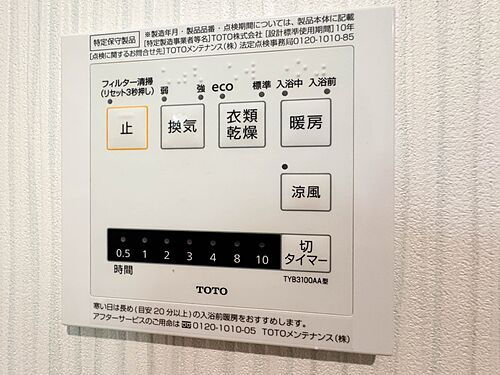 特定保守製品
※製造年月・製品品番・点検期間については、製品本体に記載
[特定製造事業者等名]TOTO株式会社 [設計標準使用期間] 10年
[点検に関するお問合せ先]TOTOメンテナンス(株) 法定点検事務局0120-1010-85
フィルター清掃
(リセット3秒押し)
弱 強 eco 標準 入浴中 入浴前
止 換気 衣類乾燥 暖房
涼風
0.5 1 2 3 4 8 10
切タイマー
時間
TYB3100AA型
TOTO
寒い日は長め(目安20分以上)の入浴前暖房をおすすめします。
アフターサービスのご用命は 0120-1010-05 TOTOメンテナンス(株)